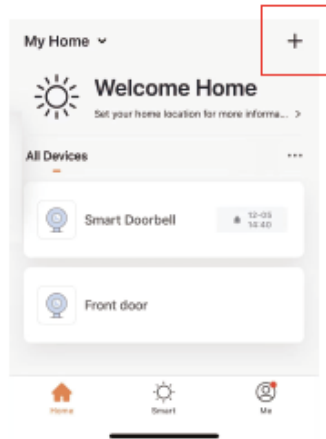 My Home
Welcome Home
Set your home location for more informa...
All Devices
Smart Doorbell
12-05
14:40
Front door
Home
Smart
Me